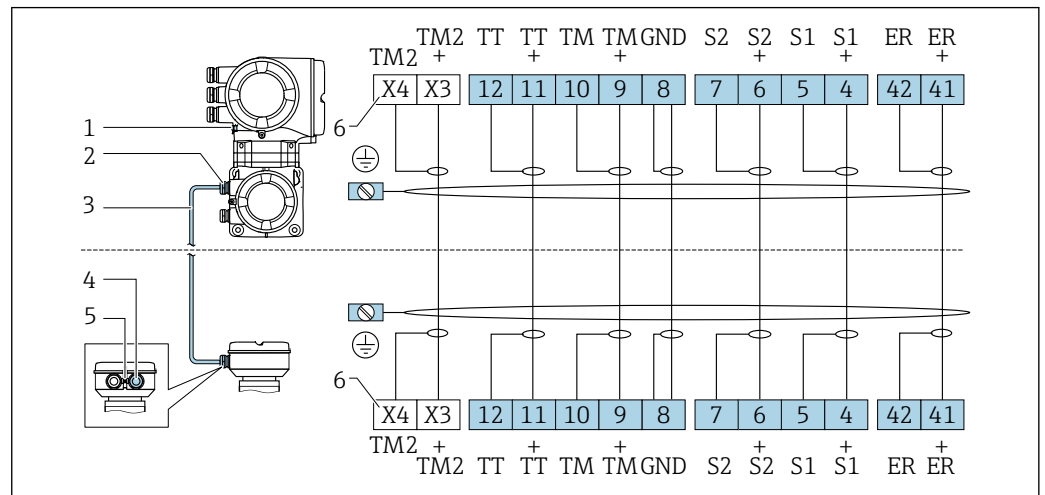 TM2 TT TT TM TM GND S2 S2 S1 S1 ER ER
TM2 + + + + + +
X4 X3 12 11 10 9 8 7 6 5 4 42 41
6
1
2
3
4
5
6
X4 X3 12 11 10 9 8 7 6 5 4 42 41
TM2 + + + + + +
TM2 TT TT TM TM GND S2 S2 S1 S1 ER ER